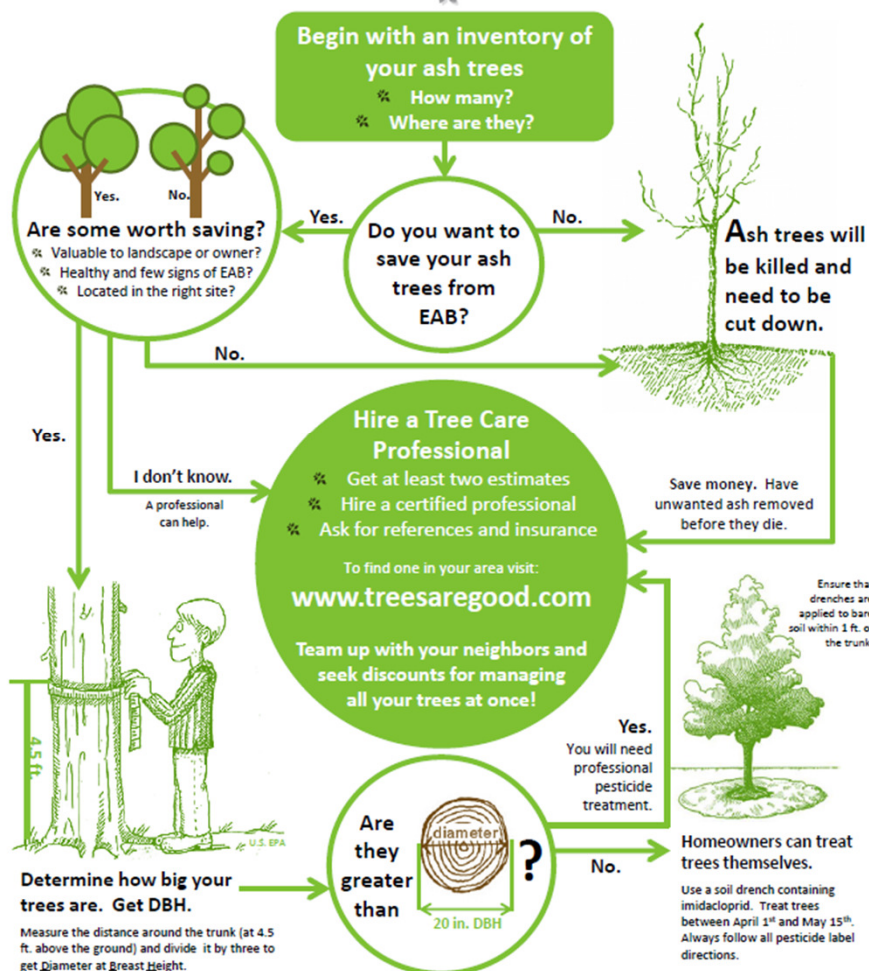 Begin with an inventory of
your ash trees
How many?
Where are they?
Yes.
No.
Are some worth saving?
Valuable to landscape or owner?
Healthy and few signs of EAB?
Located in the right site?
Yes.
Do you want to
save your ash
trees from
EAB?
No.
Ash trees will
be killed and
need to be
cut down.
No.
Yes.
I don't know.
A professional
can help.
Hire a Tree Care
Professional
Get at least two estimates
Hire a certified professional
Ask for references and insurance
To find one in your area visit:
www.treesaregood.com
Team up with your neighbors and
seek discounts for managing
all your trees at once!
Save money. Have
unwanted ash removed
before they die.
Ensure tha
drenches are
applied to bare
soil within 1 ft. o
the trunk
4.5 ft.
U.S. EPA
Determine how big your
trees are. Get DBH.
Measure the distance around the trunk (at 4.5
ft. above the ground) and divide it by three to
get Diameter at Breast Height.
Are
they
greater
than
diameter
20 in. DBH
?
Yes.
You will need
professional
pesticide
treatment.
No.
Homeowners can treat
trees themselves.
Use a soil drench containing
imidacloprid. Treat trees
between April 1st and May 15th.
Always follow all pesticide label
directions.